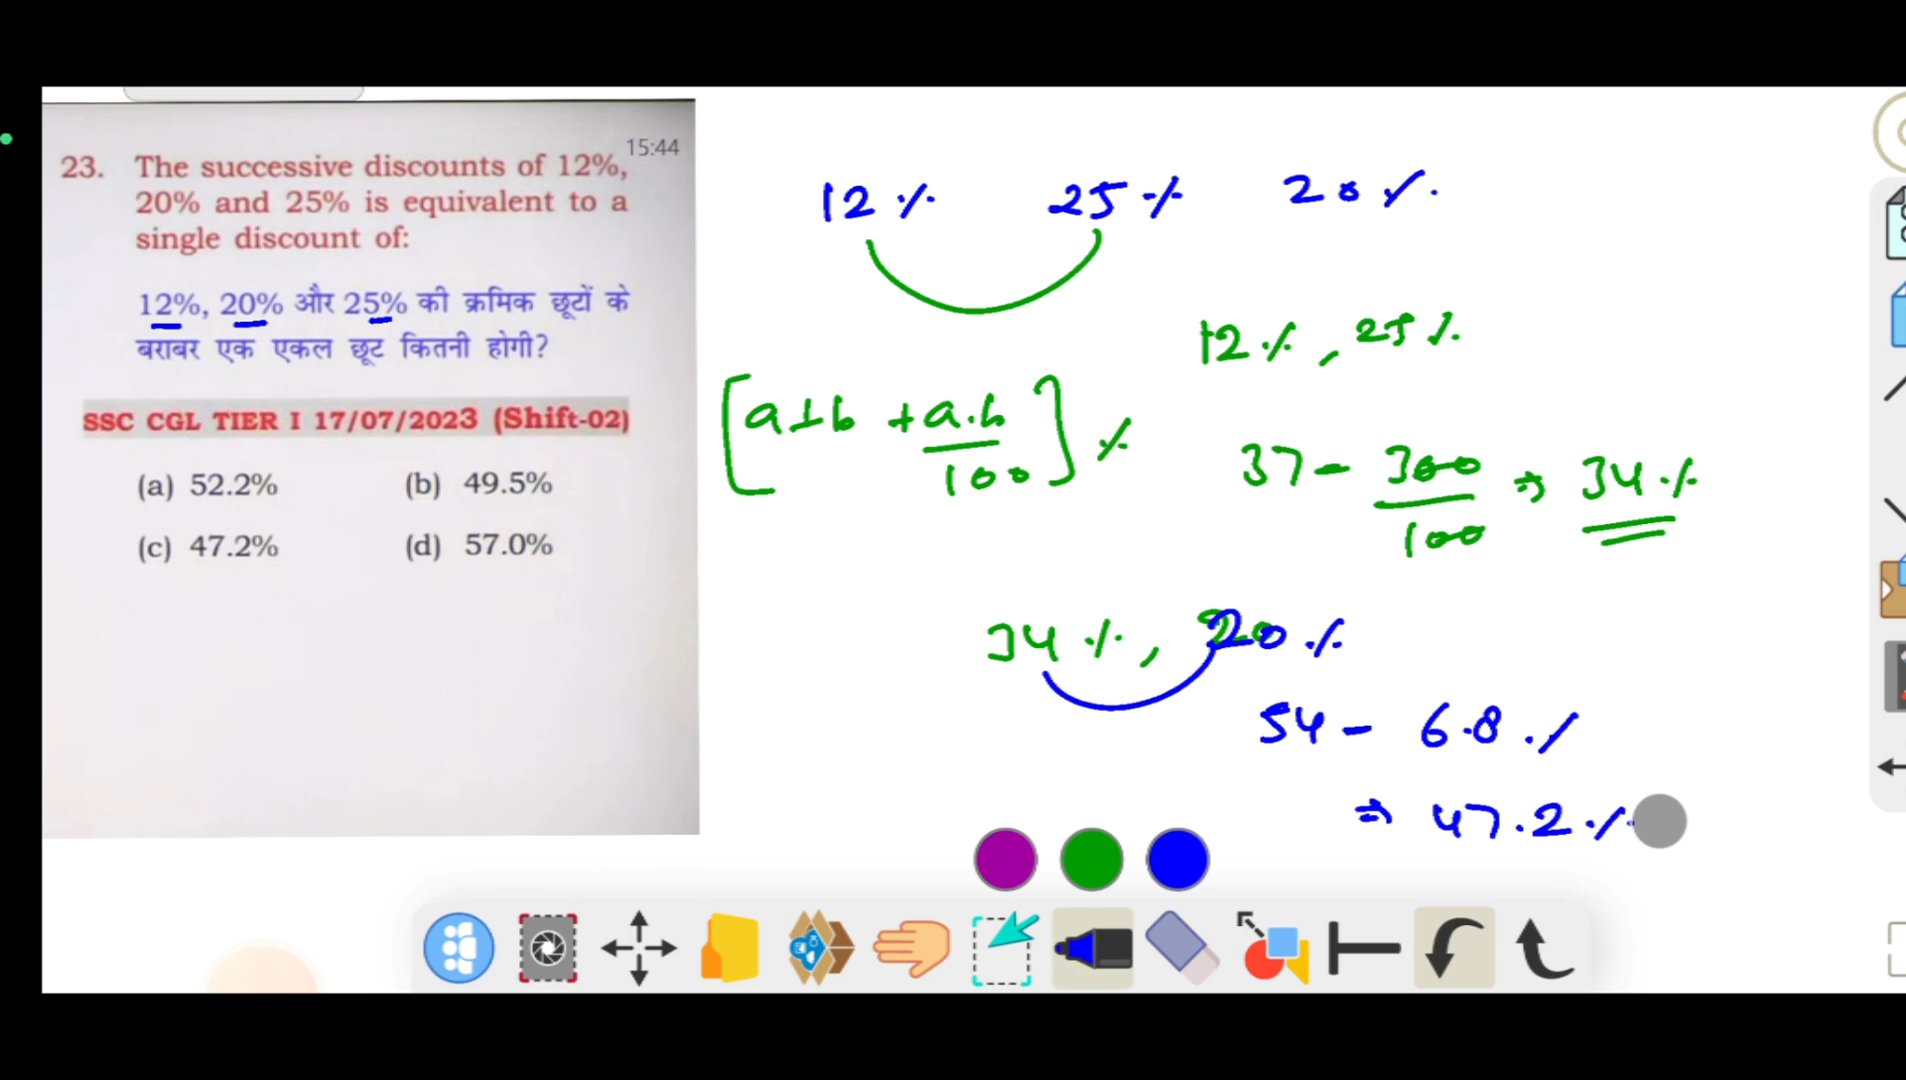 15:44
23. The successive discounts of 12%,
20% and 25% is equivalent to a
single discount of:
12%, 20% और 25% की क्रमिक छूटों के
बराबर एक एकल छूट कितनी होगी?
SSC CGL TIER I 17/07/2023 (Shift-02)
(a) 52.2% (b) 49.5%
(c) 47.2% (d) 57.0%
12% 25% 20%
12%, 25%
[a±b + a.b/100]%
37 - 300/100 ⇒ 34%
34%, 20%
54 - 6.8%
⇒ 47.2%